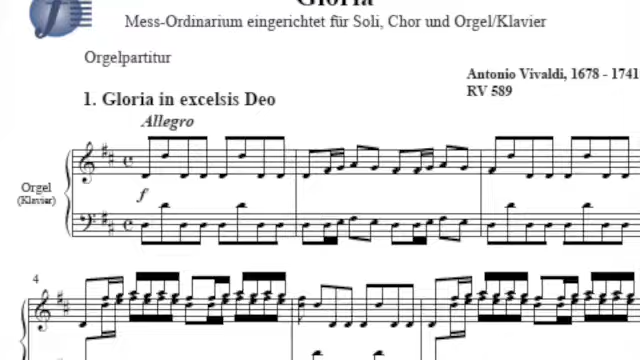 Gloria
Mess-Ordinarium eingerichtet für Soli, Chor und Orgel/Klavier
Orgelpartitur
Antonio Vivaldi, 1678 - 1741
RV 589
1. Gloria in excelsis Deo
Allegro
Orgel
(Klavier)
f
4